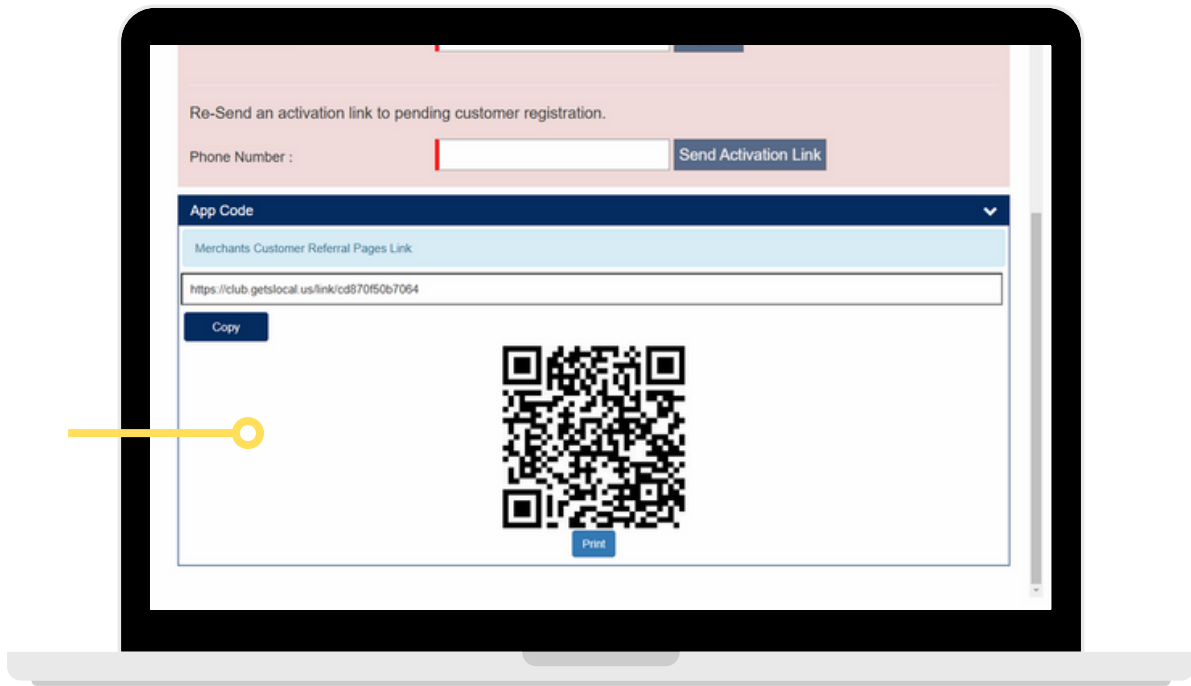 Re-Send an activation link to pending customer registration.
Phone Number :
Send Activation Link
App Code
Merchants Customer Referral Pages Link
https://club.getslocal.us/link/cd870f50b7064
Copy
Print